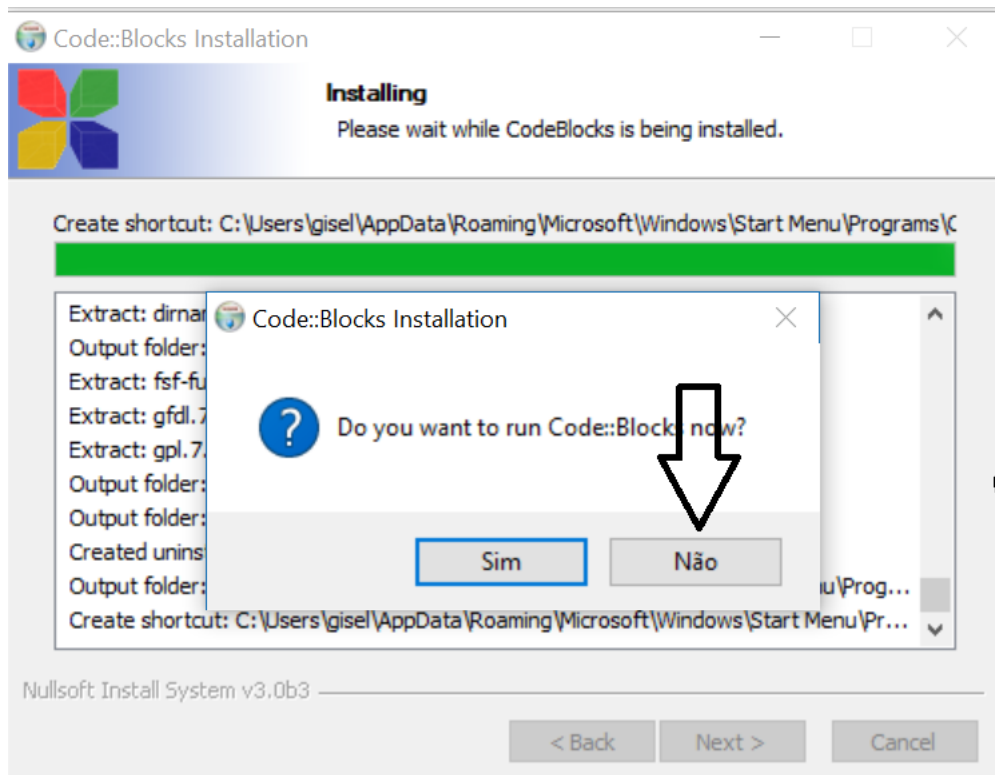 Code::Blocks Installation
Installing
Please wait while CodeBlocks is being installed.
Create shortcut: C:\Users\gisel\AppData\Roaming\Microsoft\Windows\Start Menu\Programs\C
Extract: dirnar
Output folder:
Extract: fsf-fu
Extract: gfdl.7
Extract: gpl.7.
Output folder:
Output folder:
Created unins
Output folder: nu\Prog...
Create shortcut: C:\Users\gisel\AppData\Roaming\Microsoft\Windows\Start Menu\Pr...
Code::Blocks Installation
Do you want to run Code::Blocks now?
Sim Não
Nullsoft Install System v3.0b3
< Back Next > Cancel